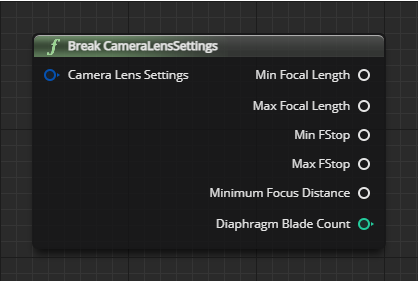 f Break CameraLensSettings
Camera Lens Settings
Min Focal Length
Max Focal Length
Min FStop
Max FStop
Minimum Focus Distance
Diaphragm Blade Count